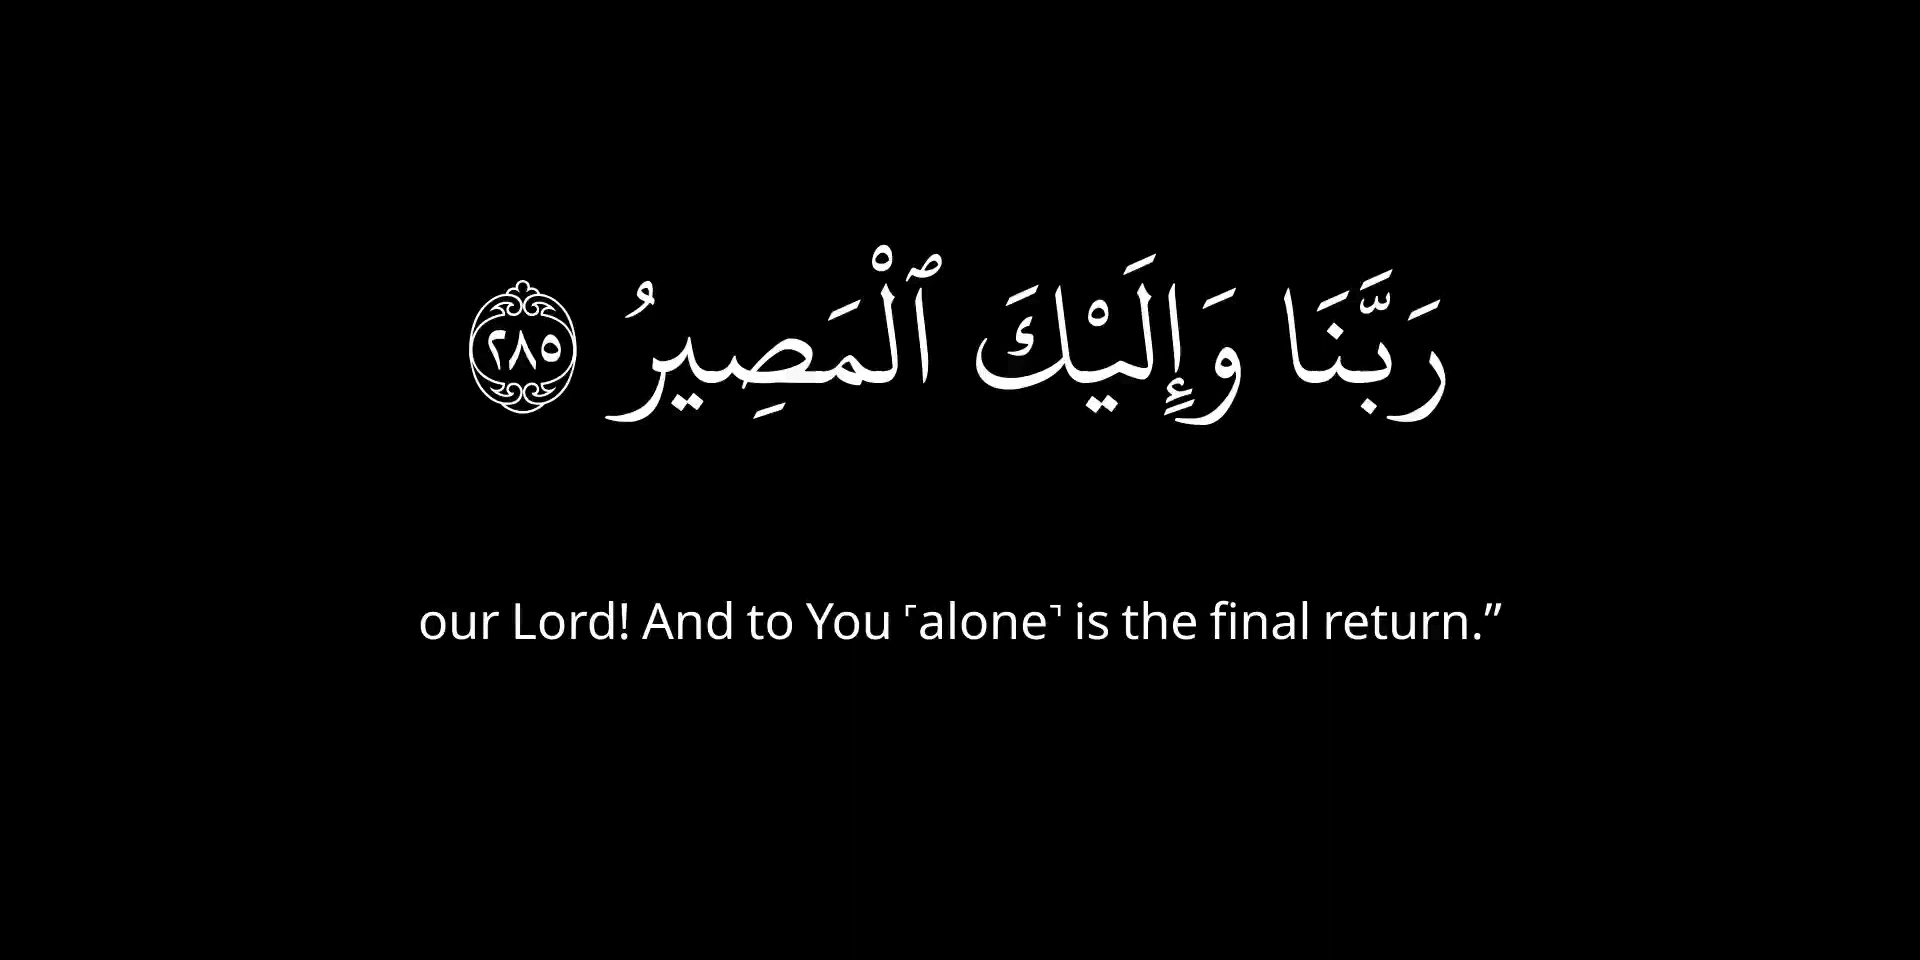 رَبَّنَا وَإِلَيْكَ ٱلْمَصِيرُ ٢٨٥
our Lord! And to You ˹alone˺ is the final return.”